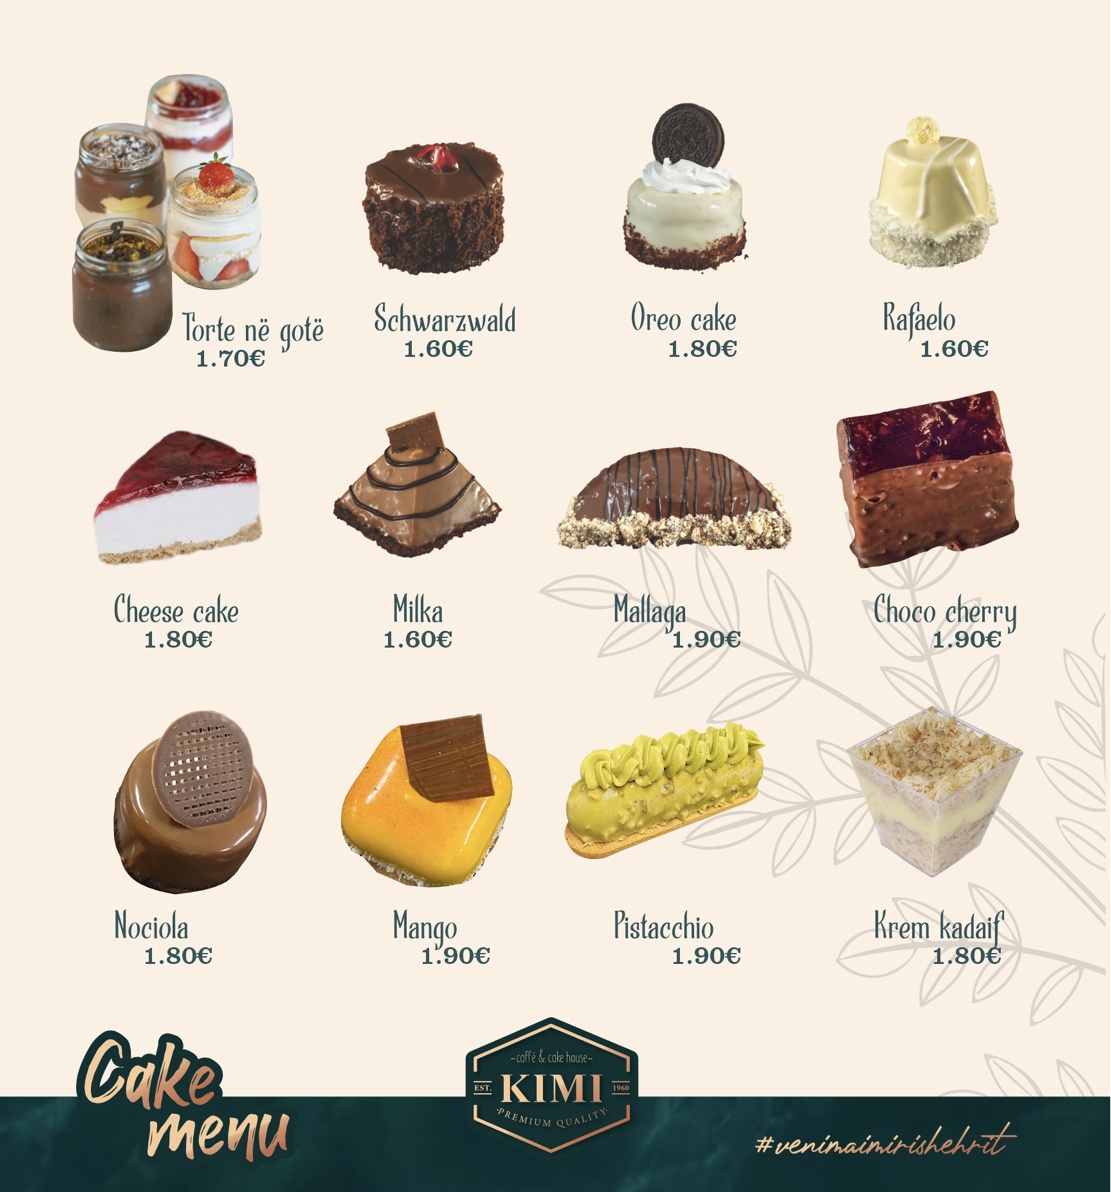 Torte në gotë
1.70€
Schwarzwald
1.60€
Oreo cake
1.80€
Rafaelo
1.60€
Cheese cake
1.80€
Milka
1.60€
Mallaga
1.90€
Choco cherry
1.90€
Nociola
1.80€
Mango
1.90€
Pistacchio
1.90€
Krem kadaif
1.80€
Cake
menu
-caffé & cake house-
EST. KIMI 1960
·PREMIUM QUALITY·
#venimaimirishehrit